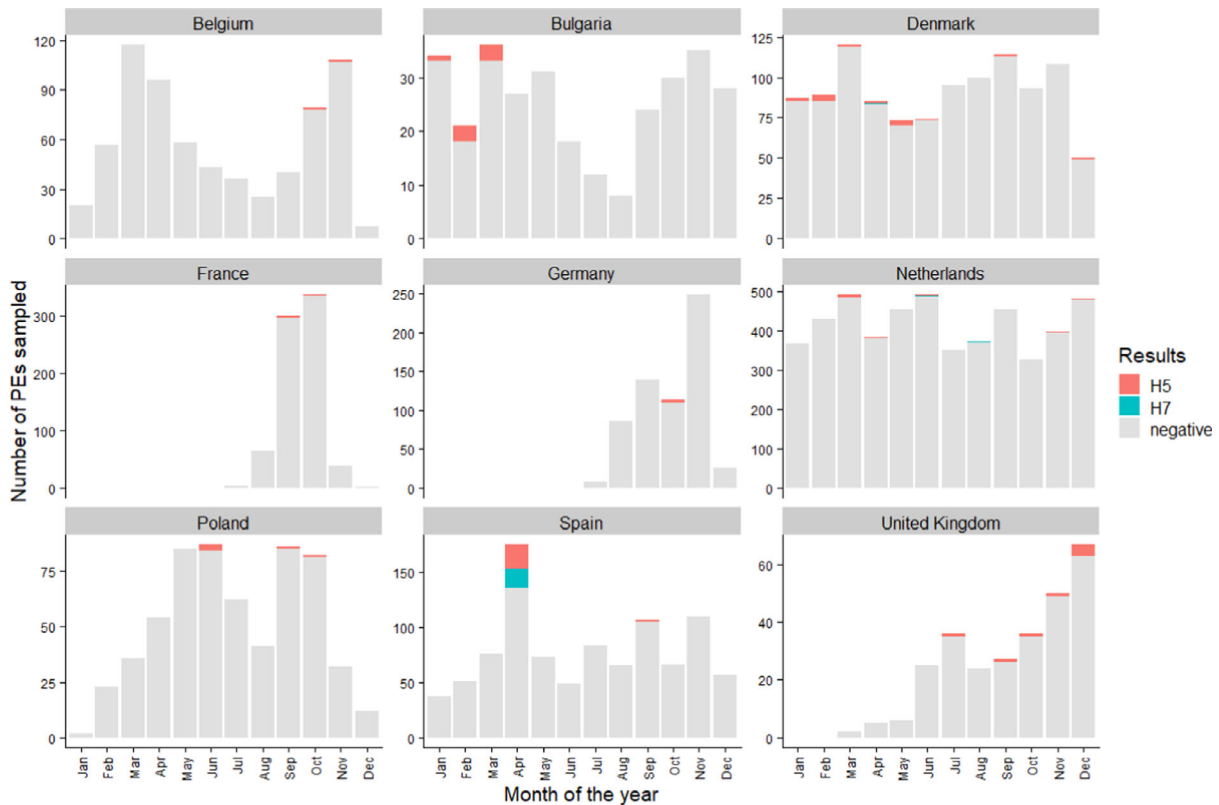 Belgium
Bulgaria
Denmark
120
90
60
30
0
30
20
10
0
125
100
75
50
25
0
France
Germany
Netherlands
300
200
100
0
250
200
150
100
50
0
500
400
300
200
100
0
Poland
Spain
United Kingdom
75
50
25
0
150
100
50
0
60
40
20
0
Jan Feb Mar Apr May Jun Jul Aug Sep Oct Nov Dec
Jan Feb Mar Apr May Jun Jul Aug Sep Oct Nov Dec
Jan Feb Mar Apr May Jun Jul Aug Sep Oct Nov Dec
Number of PEs sampled
Month of the year
Results
H5
H7
negative